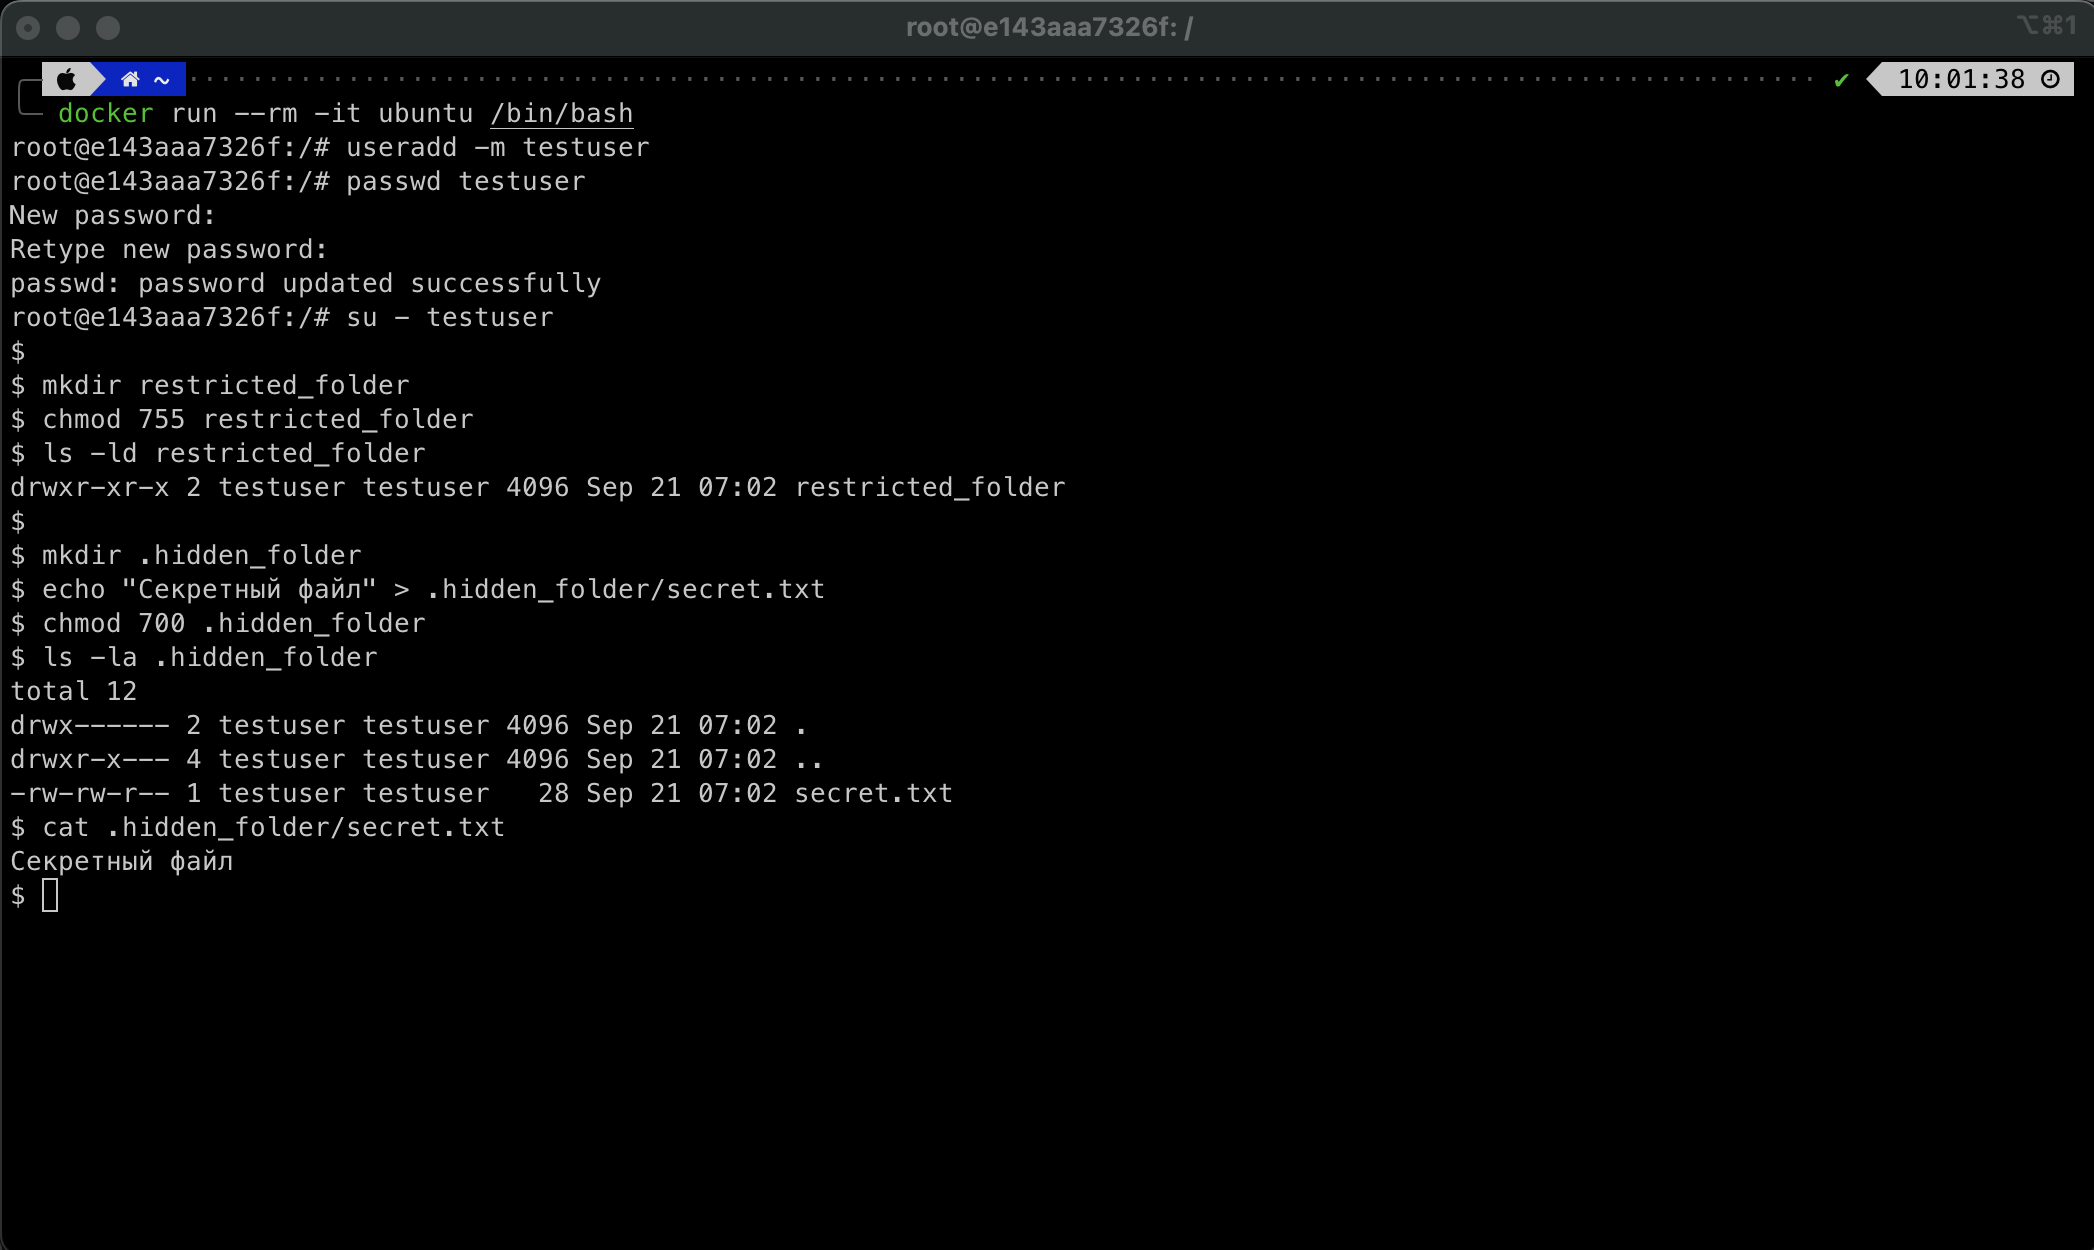 root@e143aaa7326f: /
⌥⌘1
~ ✔ 10:01:38
docker run --rm -it ubuntu /bin/bash
root@e143aaa7326f:/# useradd -m testuser
root@e143aaa7326f:/# passwd testuser
New password:
Retype new password:
passwd: password updated successfully
root@e143aaa7326f:/# su - testuser
$
$ mkdir restricted_folder
$ chmod 755 restricted_folder
$ ls -ld restricted_folder
drwxr-xr-x 2 testuser testuser 4096 Sep 21 07:02 restricted_folder
$
$ mkdir .hidden_folder
$ echo "Секретный файл" > .hidden_folder/secret.txt
$ chmod 700 .hidden_folder
$ ls -la .hidden_folder
total 12
drwx------ 2 testuser testuser 4096 Sep 21 07:02 .
drwxr-x--- 4 testuser testuser 4096 Sep 21 07:02 ..
-rw-rw-r-- 1 testuser testuser   28 Sep 21 07:02 secret.txt
$ cat .hidden_folder/secret.txt
Секретный файл
$